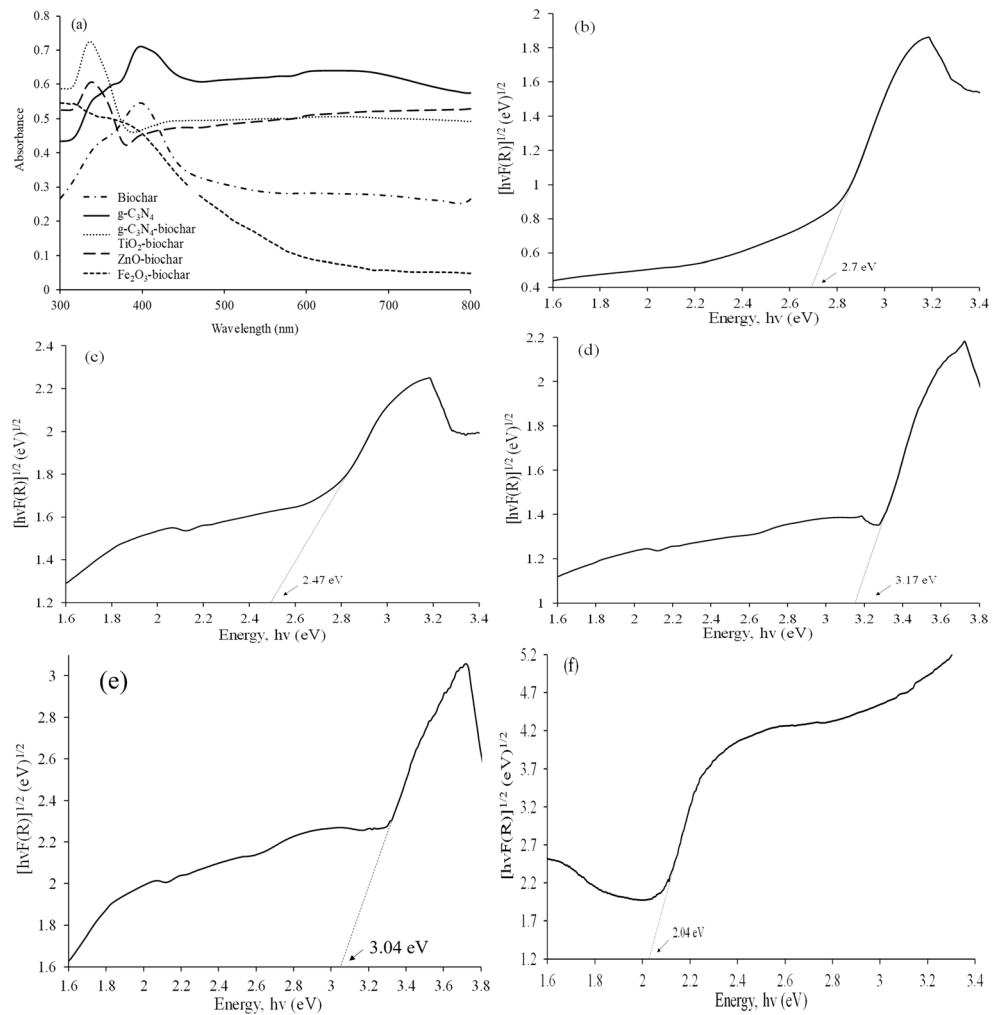 (a)
0.8
0.7
0.6
0.5
0.4
0.3
0.2
0.1
0
Absorbance
Biochar
g-C₃N₄
g-C₃N₄-biochar
TiO₂-biochar
ZnO-biochar
Fe₂O₃-biochar
300 400 500 600 700 800
Wavelength (nm)
(b)
2
1.8
1.6
1.4
1.2
1
0.8
0.6
0.4
[hvF(R)]^1/2 (eV)^1/2
2.7 eV
1.6 1.8 2 2.2 2.4 2.6 2.8 3 3.2 3.4
Energy, hv (eV)
(c)
2.4
2.2
2
1.8
1.6
1.4
1.2
[hvF(R)]^1/2 (eV)^1/2
2.47 eV
1.6 1.8 2 2.2 2.4 2.6 2.8 3 3.2 3.4
Energy, hv (eV)
(d)
2.2
2
1.8
1.6
1.4
1.2
1
[hvF(R)]^1/2 (eV)^1/2
3.17 eV
1.6 1.8 2 2.2 2.4 2.6 2.8 3 3.2 3.4 3.6 3.8
Energy, hv (eV)
(e)
3
2.8
2.6
2.4
2.2
2
1.8
1.6
[hvF(R)]^1/2 (eV)^1/2
3.04 eV
1.6 1.8 2 2.2 2.4 2.6 2.8 3 3.2 3.4 3.6 3.8
Energy, hv (eV)
(f)
5.2
4.7
4.2
3.7
3.2
2.7
2.2
1.7
1.2
[hvF(R)]^1/2 (eV)^1/2
2.04 eV
1.6 1.8 2 2.2 2.4 2.6 2.8 3 3.2 3.4
Energy, hv (eV)